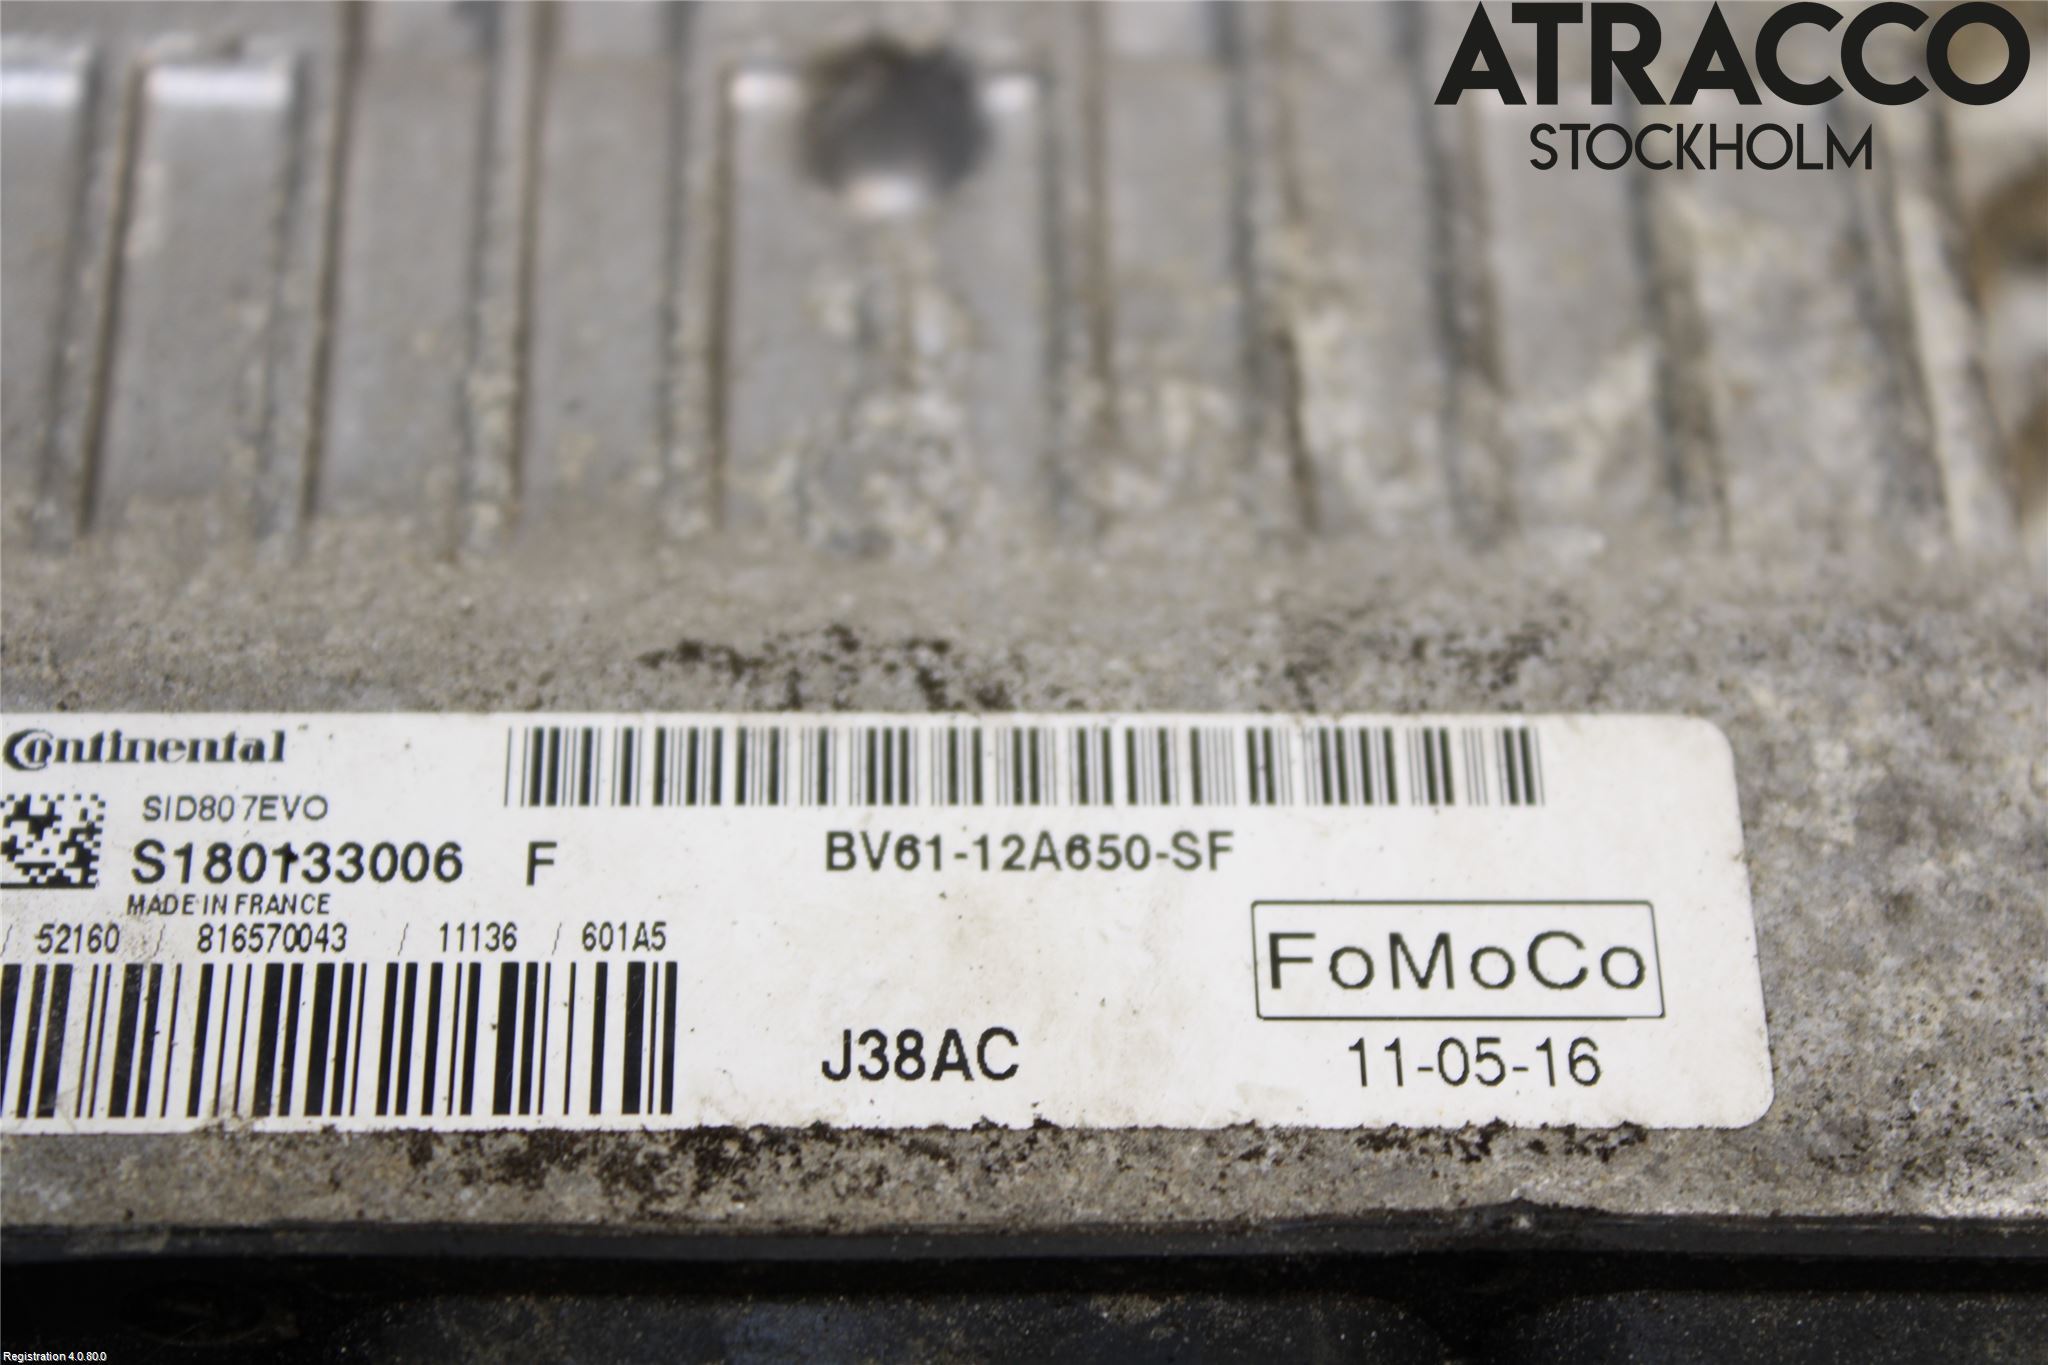 ATRACCO
STOCKHOLM
Continental
SID807EVO
S180133006 F
BV61-12A650-SF
MADE IN FRANCE
/ 52160 / 816570043 / 11136 / 601A5
FoMoCo
J38AC
11-05-16
Registration 4.0.80.0